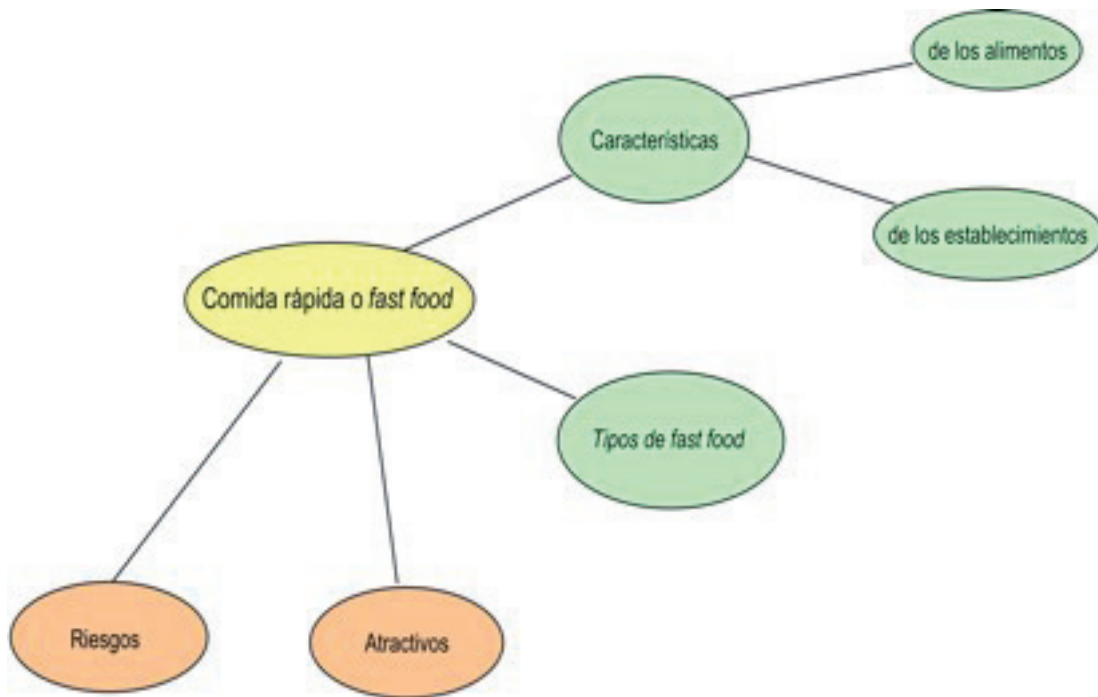 de los alimentos
Características
de los establecimientos
Comida rápida o fast food
Tipos de fast food
Riesgos
Atractivos